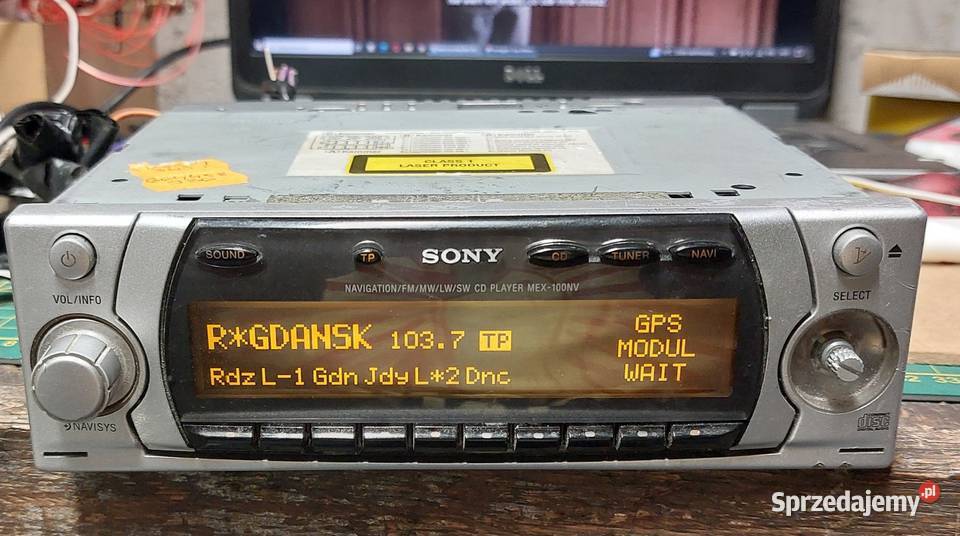 DELL
CLASS 1
LASER PRODUCT
SOUND
TP
SONY
CD
TUNER
NAVI
NAVIGATION/FM/MW/LW/SW CD PLAYER MEX-100NV
VOL/INFO
SELECT
R*GDANSK 103.7 TP
Rdz L-1 Gdn Jdy L*2 Dnc
GPS
MODUL
WAIT
NAVISYS
disc
Sprzedajemy.pl